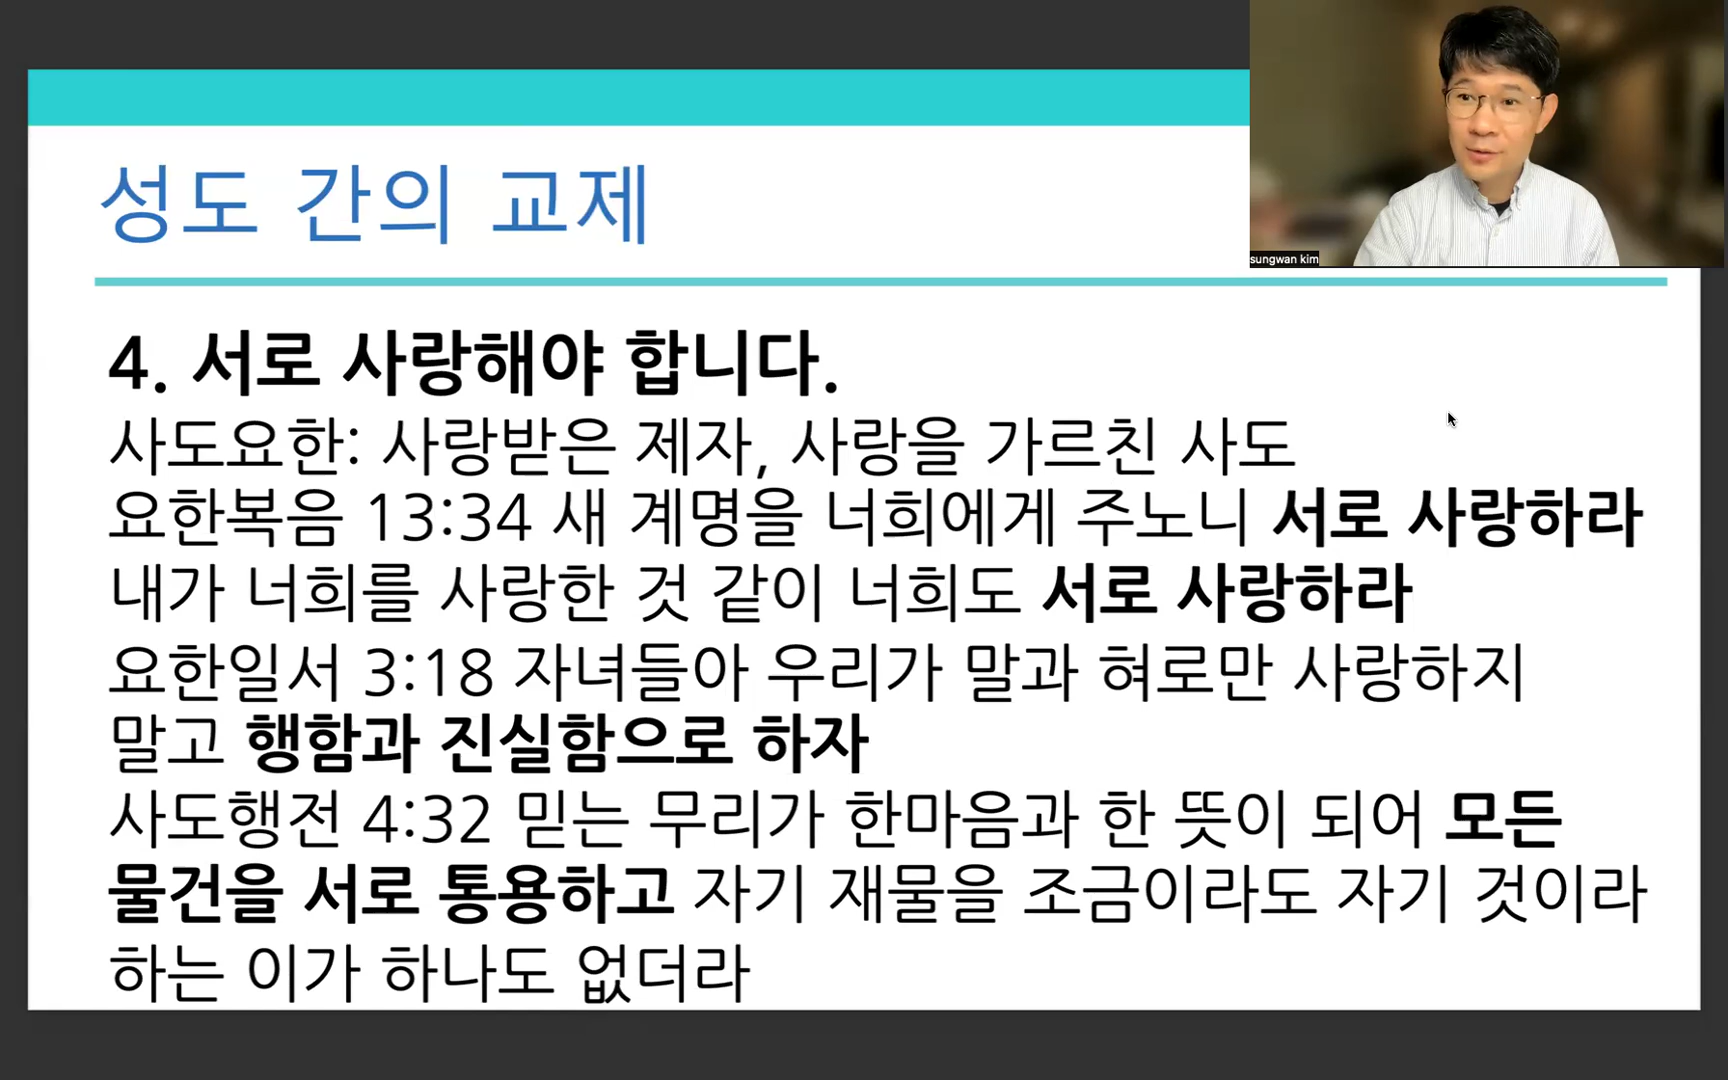 성도 간의 교제
sungwan kim
4. 서로 사랑해야 합니다.
사도요한: 사랑받은 제자, 사랑을 가르친 사도
요한복음 13:34 새 계명을 너희에게 주노니 서로 사랑하라
내가 너희를 사랑한 것 같이 너희도 서로 사랑하라
요한일서 3:18 자녀들아 우리가 말과 혀로만 사랑하지
말고 행함과 진실함으로 하자
사도행전 4:32 믿는 무리가 한마음과 한 뜻이 되어 모든
물건을 서로 통용하고 자기 재물을 조금이라도 자기 것이라
하는 이가 하나도 없더라